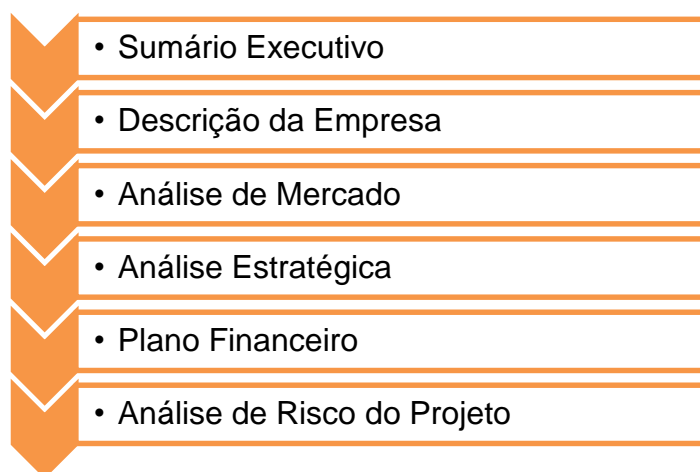 • Sumário Executivo
• Descrição da Empresa
• Análise de Mercado
• Análise Estratégica
• Plano Financeiro
• Análise de Risco do Projeto